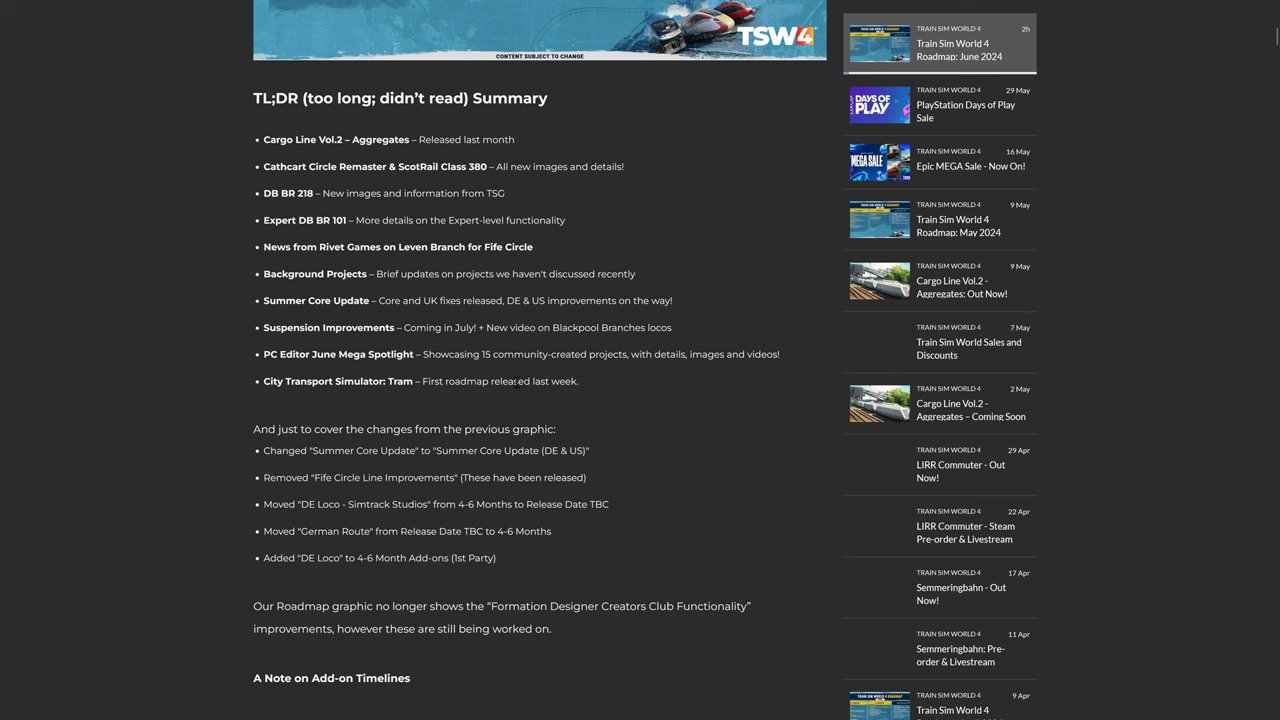 TSW4
CONTENT SUBJECT TO CHANGE
TL;DR (too long; didn’t read) Summary
• Cargo Line Vol.2 – Aggregates – Released last month
• Cathcart Circle Remaster & ScotRail Class 380 – All new images and details!
• DB BR 218 – New images and information from TSG
• Expert DB BR 101 – More details on the Expert-level functionality
• News from Rivet Games on Leven Branch for Fife Circle
• Background Projects – Brief updates on projects we haven't discussed recently
• Summer Core Update – Core and UK fixes released, DE & US improvements on the way!
• Suspension Improvements – Coming in July! + New video on Blackpool Branches locos
• PC Editor June Mega Spotlight – Showcasing 15 community-created projects, with details, images and videos!
• City Transport Simulator: Tram – First roadmap released last week.
And just to cover the changes from the previous graphic:
• Changed "Summer Core Update" to "Summer Core Update (DE & US)"
• Removed "Fife Circle Line Improvements" (These have been released)
• Moved "DE Loco - Simtrack Studios" from 4-6 Months to Release Date TBC
• Moved "German Route" from Release Date TBC to 4-6 Months
• Added "DE Loco" to 4-6 Month Add-ons (1st Party)
Our Roadmap graphic no longer shows the “Formation Designer Creators Club Functionality”
improvements, however these are still being worked on.
A Note on Add-on Timelines
TRAIN SIM WORLD 4 2h
Train Sim World 4
Roadmap: June 2024
DAYS OF
PLAY
TRAIN SIM WORLD 4 29 May
PlayStation Days of Play
Sale
MEGA SALE
TRAIN SIM WORLD 4 16 May
Epic MEGA Sale - Now On!
TRAIN SIM WORLD 4 9 May
Train Sim World 4
Roadmap: May 2024
TRAIN SIM WORLD 4 9 May
Cargo Line Vol.2 -
Aggregates: Out Now!
TRAIN SIM WORLD 4 7 May
Train Sim World Sales and
Discounts
TRAIN SIM WORLD 4 2 May
Cargo Line Vol.2 -
Aggregates – Coming Soon
TRAIN SIM WORLD 4 29 Apr
LIRR Commuter - Out
Now!
TRAIN SIM WORLD 4 22 Apr
LIRR Commuter - Steam
Pre-order & Livestream
TRAIN SIM WORLD 4 17 Apr
Semmeringbahn - Out
Now!
TRAIN SIM WORLD 4 11 Apr
Semmeringbahn: Pre-
order & Livestream
TRAIN SIM WORLD 4 9 Apr
Train Sim World 4